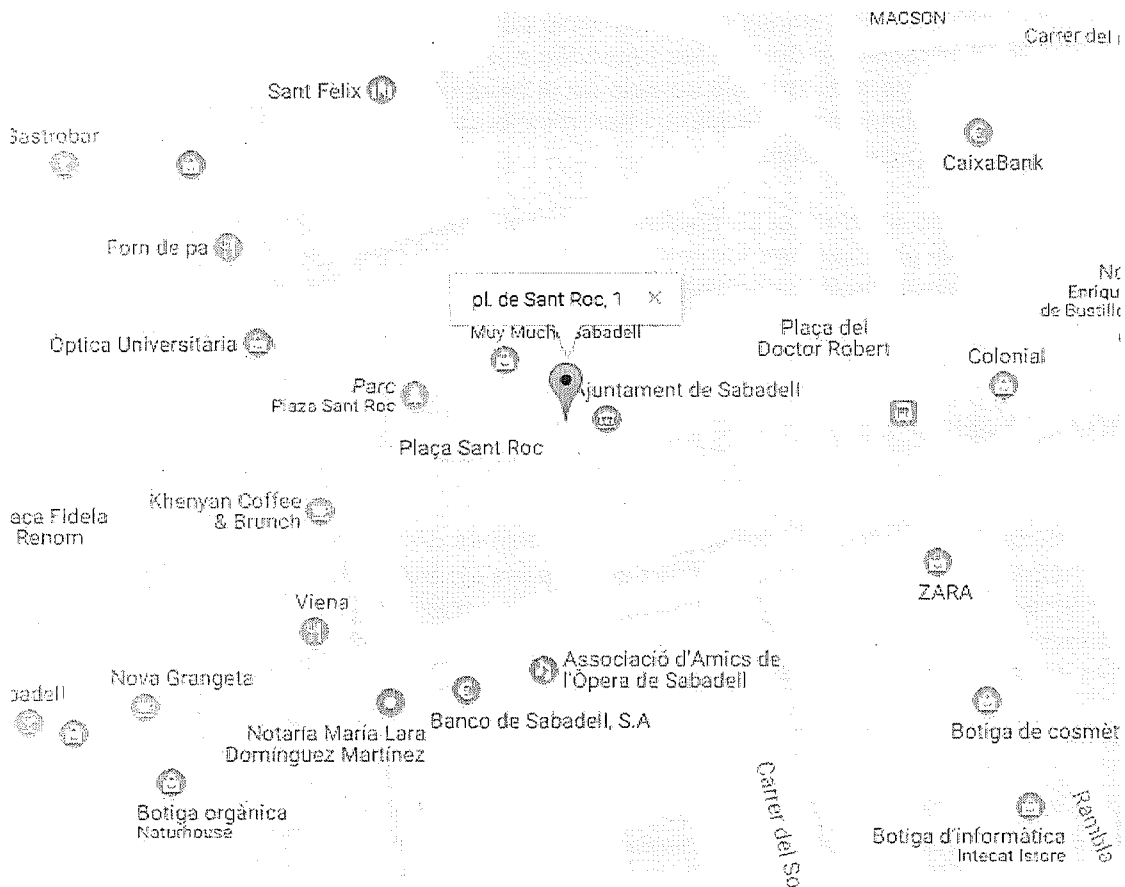 MACSON
Carrer del
Sant Fèlix
Gastrobar
CaixaBank
Forn de pa
pl. de Sant Roc, 1 ×
Enriqu
de Bustillo
Muy Mucho Sabadell
Plaça del
Doctor Robert
Òptica Universitària
Colonial
Parc
Plaza Sant Roc
Ajuntament de Sabadell
Plaça Sant Roc
Khenyan Coffee
& Brunch
aça Fidela
Renom
ZARA
Viena
Associació d'Amics de
l'Òpera de Sabadell
Nova Grangeta
badell
Banco de Sabadell, S.A
Notaría María Lara
Domínguez Martínez
Botiga de cosmèt
Botiga orgànica
Naturhouse
Carrer del So
Rambla
Botiga d'informàtica
Intecat Istore